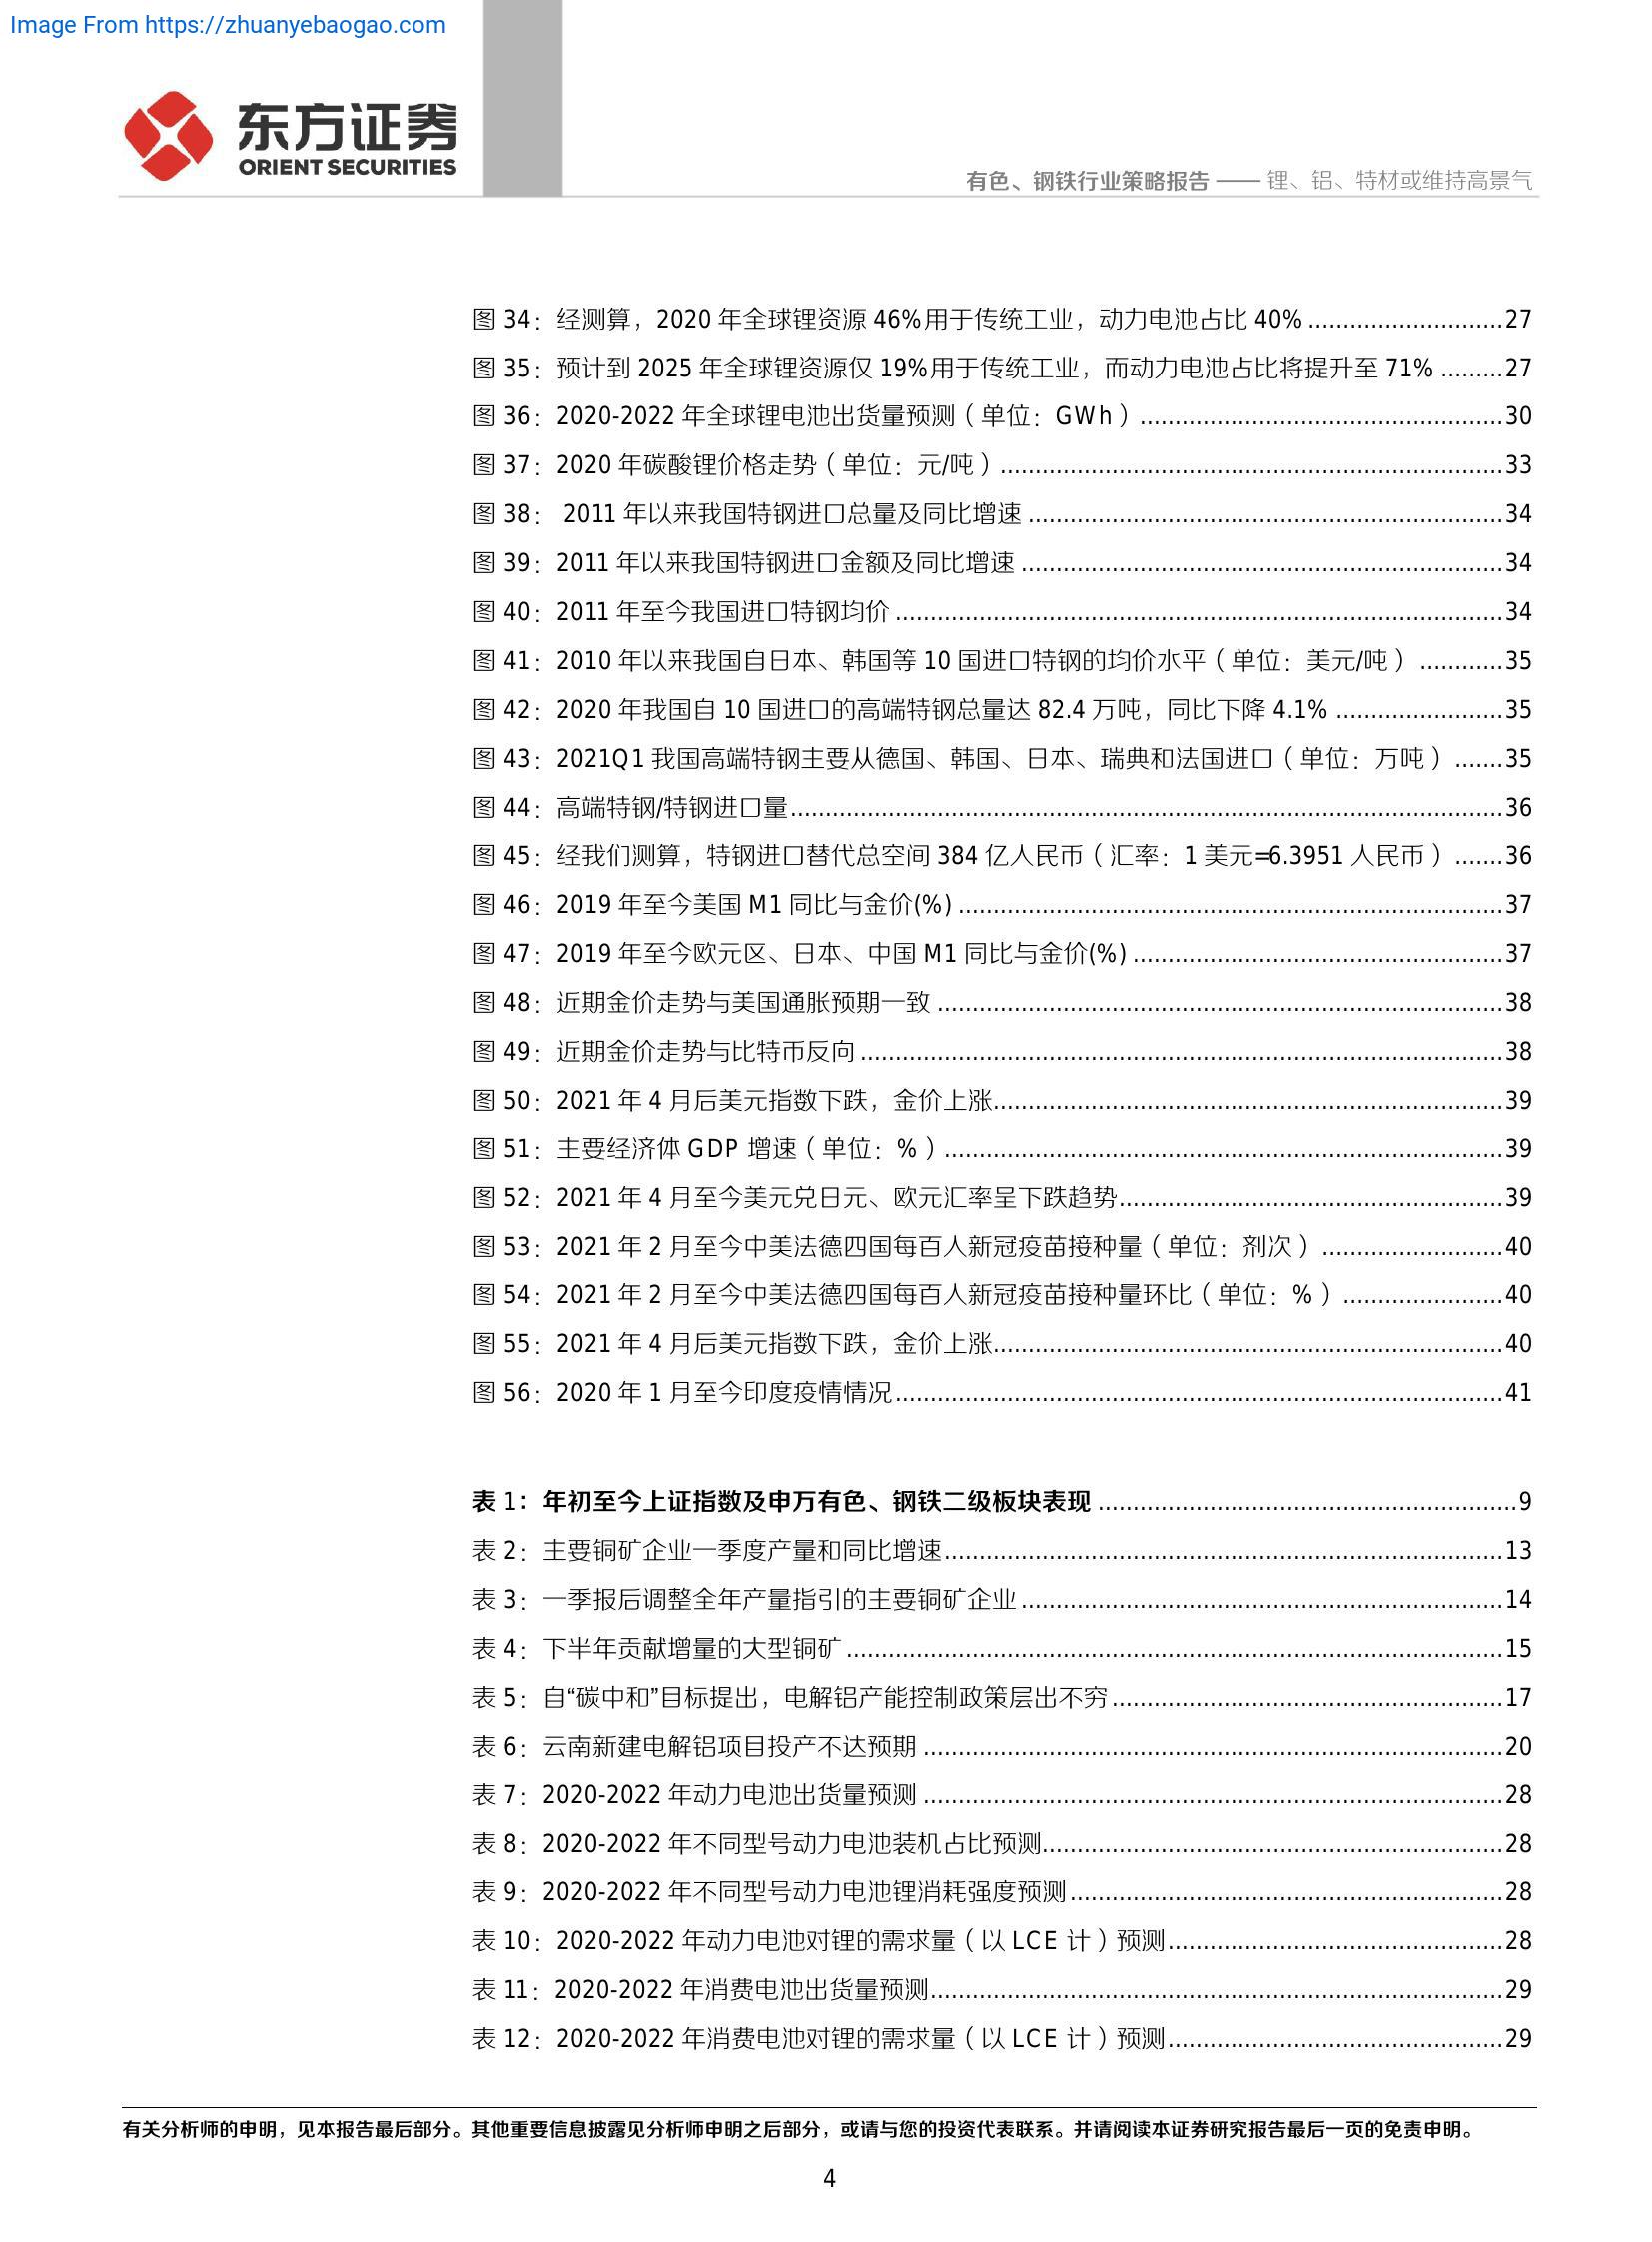 Image From https://zhuanyebaogao.com
东方证券
ORIENT SECURITIES
有色、钢铁行业策略报告 —— 锂、铝、特材或维持高景气
图 34：经测算，2020 年全球锂资源 46%用于传统工业，动力电池占比 40% ............................27
图 35：预计到 2025 年全球锂资源仅 19%用于传统工业，而动力电池占比将提升至 71% .........27
图 36：2020-2022 年全球锂电池出货量预测（单位：GWh）....................................................30
图 37：2020 年碳酸锂价格走势（单位：元/吨）........................................................................33
图 38： 2011 年以来我国特钢进口总量及同比增速 ....................................................................34
图 39：2011 年以来我国特钢进口金额及同比增速 .....................................................................34
图 40：2011 年至今我国进口特钢均价 .......................................................................................34
图 41：2010 年以来我国自日本、韩国等 10 国进口特钢的均价水平（单位：美元/吨） ............35
图 42：2020 年我国自 10 国进口的高端特钢总量达 82.4 万吨，同比下降 4.1% ........................35
图 43：2021Q1 我国高端特钢主要从德国、韩国、日本、瑞典和法国进口（单位：万吨） .......35
图 44：高端特钢/特钢进口量......................................................................................................36
图 45：经我们测算，特钢进口替代总空间 384 亿人民币（汇率：1 美元=6.3951 人民币） .......36
图 46：2019 年至今美国 M1 同比与金价(%) ..............................................................................37
图 47：2019 年至今欧元区、日本、中国 M1 同比与金价(%) .....................................................37
图 48：近期金价走势与美国通胀预期一致 .................................................................................38
图 49：近期金价走势与比特币反向 ............................................................................................38
图 50：2021 年 4 月后美元指数下跌，金价上涨.........................................................................39
图 51：主要经济体 GDP 增速（单位：%）................................................................................39
图 52：2021 年 4 月至今美元兑日元、欧元汇率呈下跌趋势.......................................................39
图 53：2021 年 2 月至今中美法德四国每百人新冠疫苗接种量（单位：剂次） ..........................40
图 54：2021 年 2 月至今中美法德四国每百人新冠疫苗接种量环比（单位：%）.......................40
图 55：2021 年 4 月后美元指数下跌，金价上涨.........................................................................40
图 56：2020 年 1 月至今印度疫情情况.......................................................................................41
表 1：年初至今上证指数及申万有色、钢铁二级板块表现 ............................................................9
表 2：主要铜矿企业一季度产量和同比增速................................................................................13
表 3：一季报后调整全年产量指引的主要铜矿企业 .....................................................................14
表 4：下半年贡献增量的大型铜矿 ..............................................................................................15
表 5：自“碳中和”目标提出，电解铝产能控制政策层出不穷........................................................17
表 6：云南新建电解铝项目投产不达预期 ...................................................................................20
表 7：2020-2022 年动力电池出货量预测 ...................................................................................28
表 8：2020-2022 年不同型号动力电池装机占比预测..................................................................28
表 9：2020-2022 年不同型号动力电池锂消耗强度预测..............................................................28
表 10：2020-2022 年动力电池对锂的需求量（以 LCE 计）预测................................................28
表 11：2020-2022 年消费电池出货量预测..................................................................................29
表 12：2020-2022 年消费电池对锂的需求量（以 LCE 计）预测................................................29
有关分析师的申明，见本报告最后部分。其他重要信息披露见分析师申明之后部分，或请与您的投资代表联系。并请阅读本证券研究报告最后一页的免责申明。
4